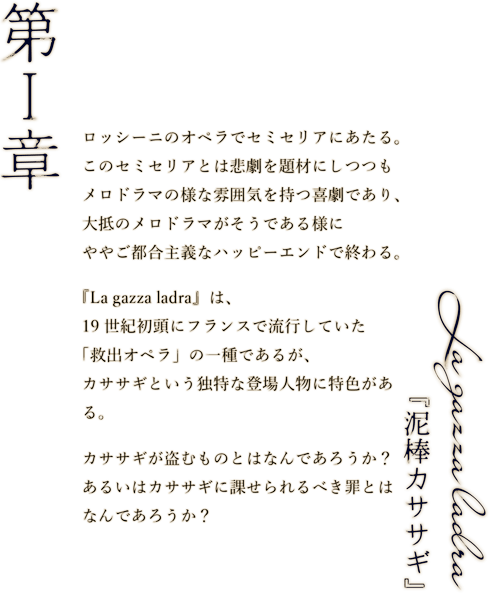 第I章
ロッシーニのオペラでセミセリアにあたる。
このセミセリアとは悲劇を題材にしつつも
メロドラマの様な雰囲気を持つ喜劇であり、
大抵のメロドラマがそうである様に
ややご都合主義なハッピーエンドで終わる。
『La gazza ladra』は、
19 世紀初頭にフランスで流行していた
「救出オペラ」の一種であるが、
カササギという独特な登場人物に特色があ
る。
カササギが盗むものとはなんであろうか？
あるいはカササギに課せられるべき罪とは
なんであろうか？
La gazza ladra
『泥棒カササギ』